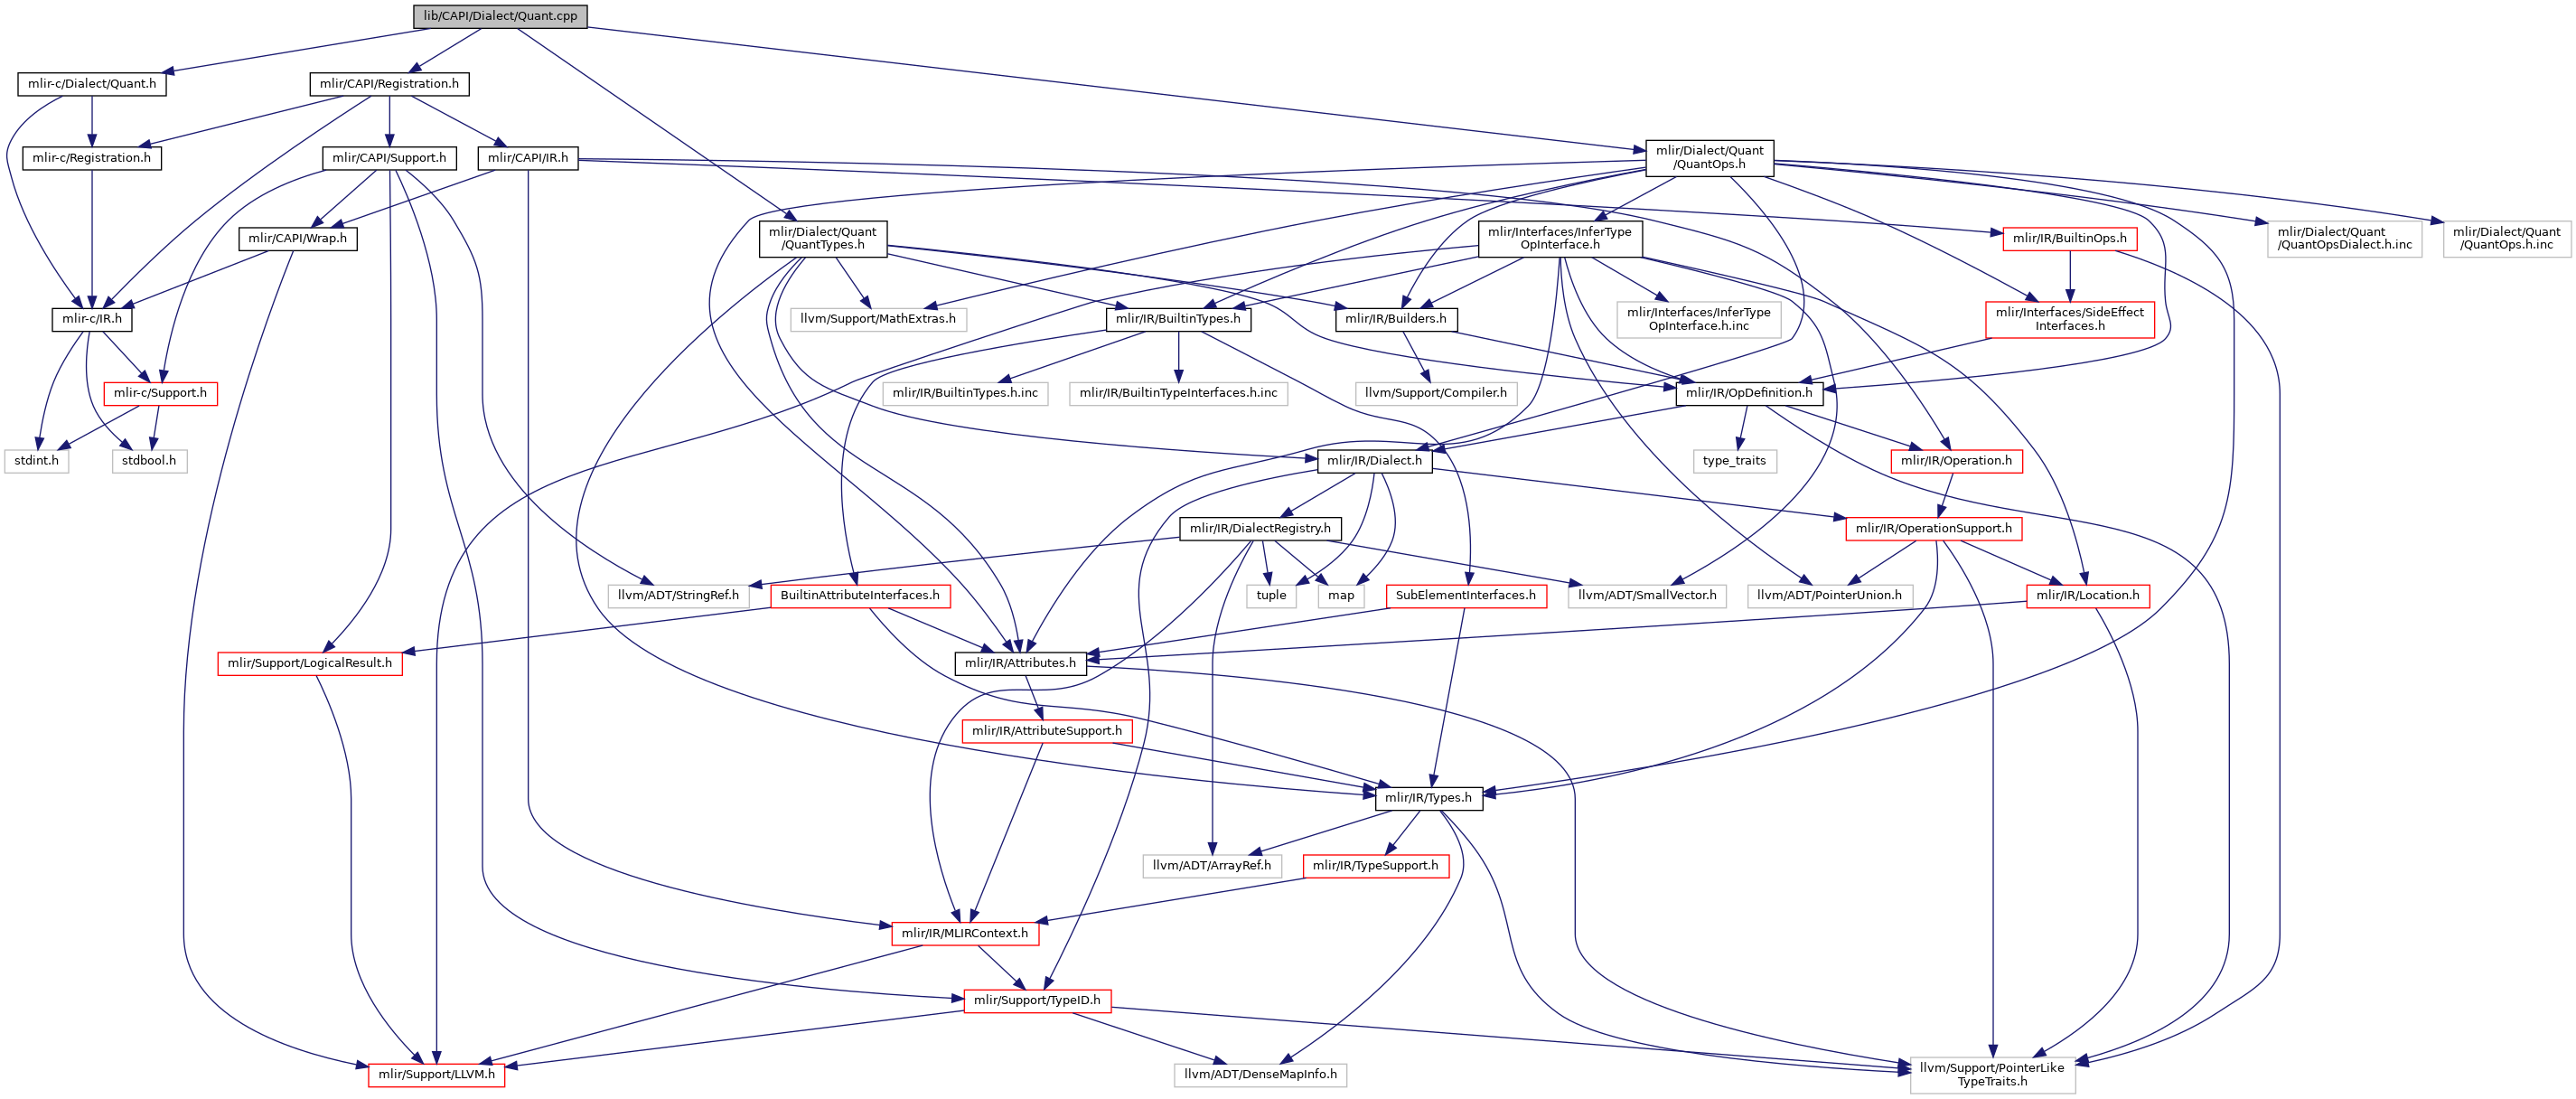 lib/CAPI/Dialect/Quant.cpp
mlir-c/Dialect/Quant.h
mlir/CAPI/Registration.h
mlir-c/Registration.h
mlir/CAPI/Support.h
mlir/CAPI/IR.h
mlir/Dialect/Quant
/QuantOps.h
mlir/CAPI/Wrap.h
mlir/Dialect/Quant
/QuantTypes.h
mlir/Interfaces/InferType
OpInterface.h
mlir/IR/BuiltinOps.h
mlir/Dialect/Quant
/QuantOpsDialect.h.inc
mlir/Dialect/Quant
/QuantOps.h.inc
mlir-c/IR.h
llvm/Support/MathExtras.h
mlir/IR/BuiltinTypes.h
mlir/IR/Builders.h
mlir/Interfaces/InferType
OpInterface.h.inc
mlir/Interfaces/SideEffect
Interfaces.h
mlir-c/Support.h
mlir/IR/BuiltinTypes.h.inc
mlir/IR/BuiltinTypeInterfaces.h.inc
llvm/Support/Compiler.h
mlir/IR/OpDefinition.h
stdint.h
stdbool.h
mlir/IR/Dialect.h
type_traits
mlir/IR/Operation.h
mlir/IR/DialectRegistry.h
mlir/IR/OperationSupport.h
llvm/ADT/StringRef.h
BuiltinAttributeInterfaces.h
tuple
map
SubElementInterfaces.h
llvm/ADT/SmallVector.h
llvm/ADT/PointerUnion.h
mlir/IR/Location.h
mlir/Support/LogicalResult.h
mlir/IR/Attributes.h
mlir/IR/AttributeSupport.h
mlir/IR/Types.h
llvm/ADT/ArrayRef.h
mlir/IR/TypeSupport.h
mlir/IR/MLIRContext.h
mlir/Support/TypeID.h
mlir/Support/LLVM.h
llvm/ADT/DenseMapInfo.h
llvm/Support/PointerLike
TypeTraits.h